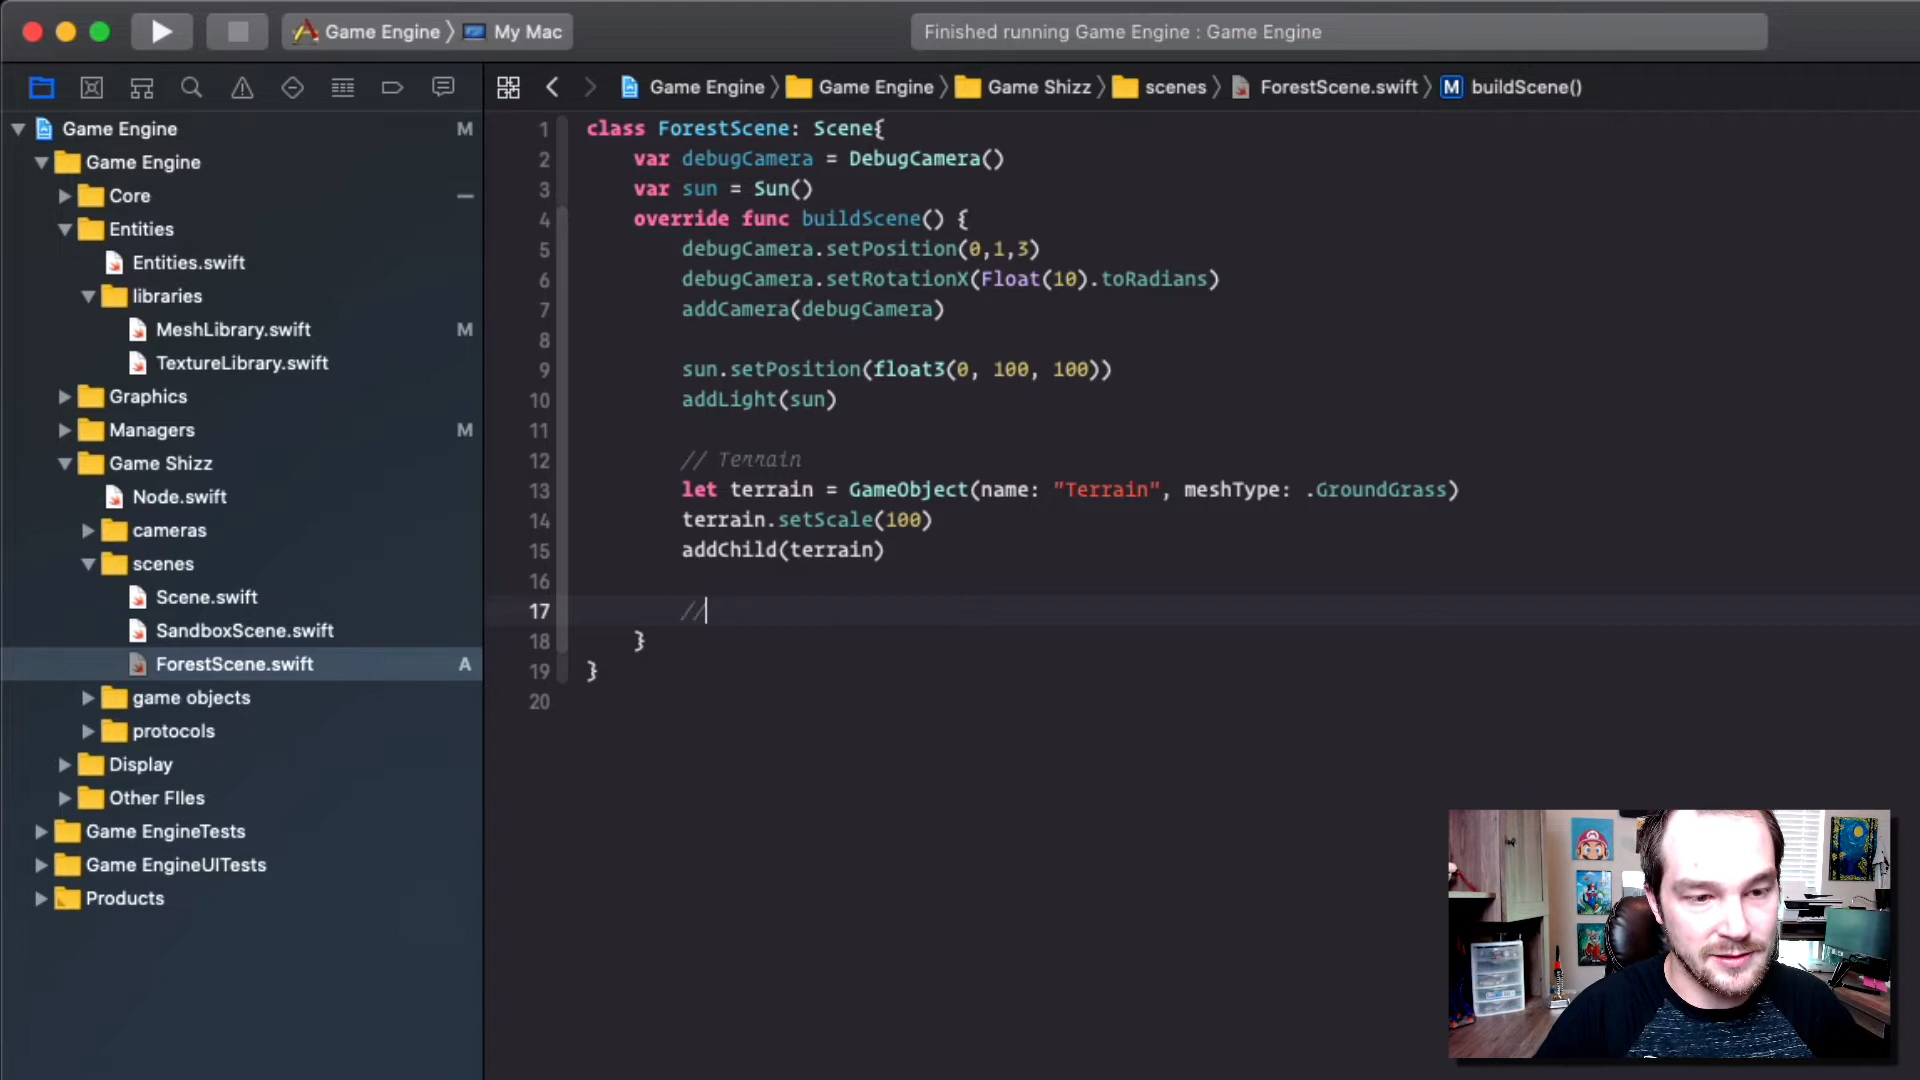 Game Engine 〉 My Mac
Finished running Game Engine : Game Engine
Game Engine 〉 Game Engine 〉 Game Shizz 〉 scenes 〉 ForestScene.swift 〉 M buildScene()
Game Engine M
Game Engine
Core —
Entities
Entities.swift
libraries
MeshLibrary.swift M
TextureLibrary.swift
Graphics
Managers M
Game Shizz
Node.swift
cameras
scenes
Scene.swift
SandboxScene.swift
ForestScene.swift A
game objects
protocols
Display
Other FIles
Game EngineTests
Game EngineUITests
Products
1 class ForestScene: Scene{
2 var debugCamera = DebugCamera()
3 var sun = Sun()
4 override func buildScene() {
5 debugCamera.setPosition(0,1,3)
6 debugCamera.setRotationX(Float(10).toRadians)
7 addCamera(debugCamera)
8
9 sun.setPosition(float3(0, 100, 100))
10 addLight(sun)
11
12 // Terrain
13 let terrain = GameObject(name: "Terrain", meshType: .GroundGrass)
14 terrain.setScale(100)
15 addChild(terrain)
16
17 //
18 }
19 }
20